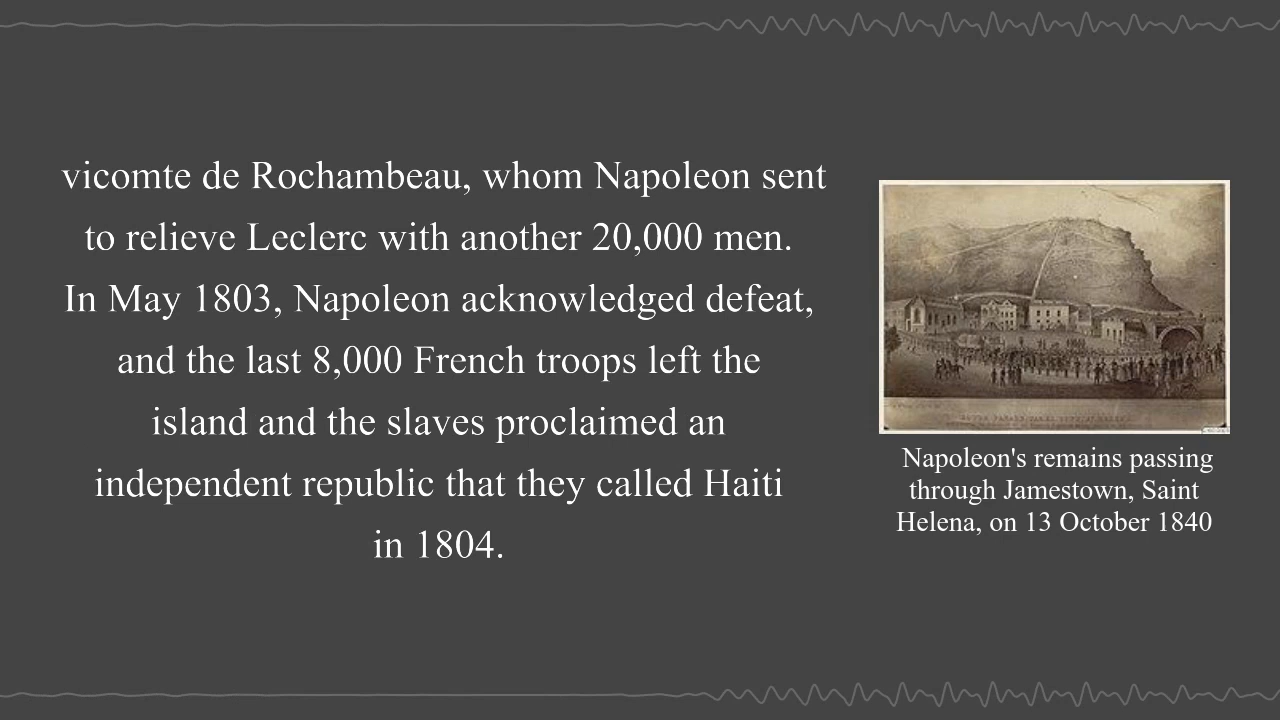 vicomte de Rochambeau, whom Napoleon sent
to relieve Leclerc with another 20,000 men.
In May 1803, Napoleon acknowledged defeat,
and the last 8,000 French troops left the
island and the slaves proclaimed an
independent republic that they called Haiti
in 1804.
Napoleon's remains passing
through Jamestown, Saint
Helena, on 13 October 1840